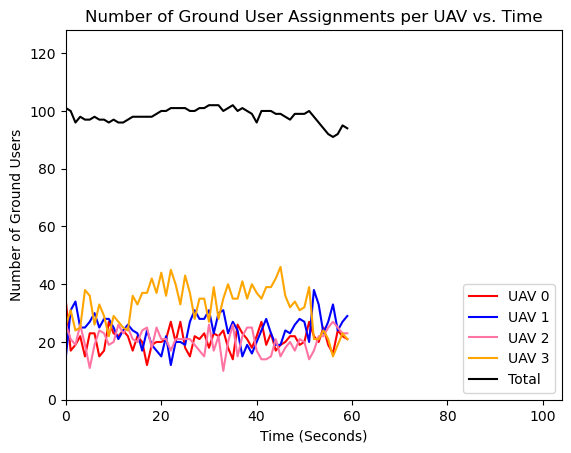 Number of Ground User Assignments per UAV vs. Time
120
100
80
60
40
20
0
Number of Ground Users
0 20 40 60 80 100
Time (Seconds)
UAV 0
UAV 1
UAV 2
UAV 3
Total